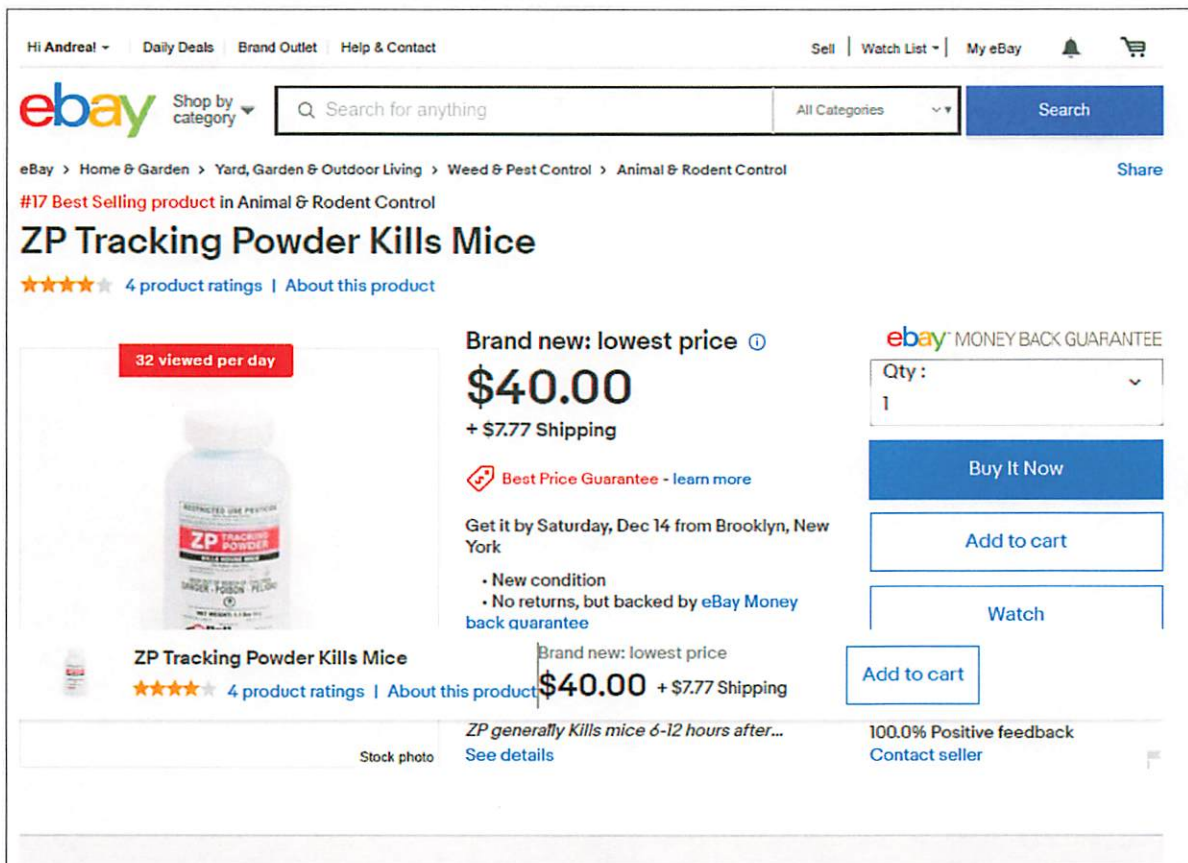 Hi Andrea!
Daily Deals
Brand Outlet
Help & Contact
Sell
Watch List
My eBay
ebay
Shop by category
Search for anything
All Categories
Search
eBay > Home & Garden > Yard, Garden & Outdoor Living > Weed & Pest Control > Animal & Rodent Control
Share
#17 Best Selling product in Animal & Rodent Control
ZP Tracking Powder Kills Mice
4 product ratings | About this product
32 viewed per day
RESTRICTED USE PESTICIDE
ZP TRACKING POWDER
KILLS HOUSE MICE
DANGER - POISON - PELIGRO
Stock photo
Brand new: lowest price
$40.00
+ $7.77 Shipping
Best Price Guarantee - learn more
Get it by Saturday, Dec 14 from Brooklyn, New
York
• New condition
• No returns, but backed by eBay Money
back guarantee
ebay MONEY BACK GUARANTEE
Qty :
1
Buy It Now
Add to cart
Watch
ZP Tracking Powder Kills Mice
4 product ratings | About this product
Brand new: lowest price
$40.00 + $7.77 Shipping
Add to cart
ZP generally Kills mice 6-12 hours after...
See details
100.0% Positive feedback
Contact seller